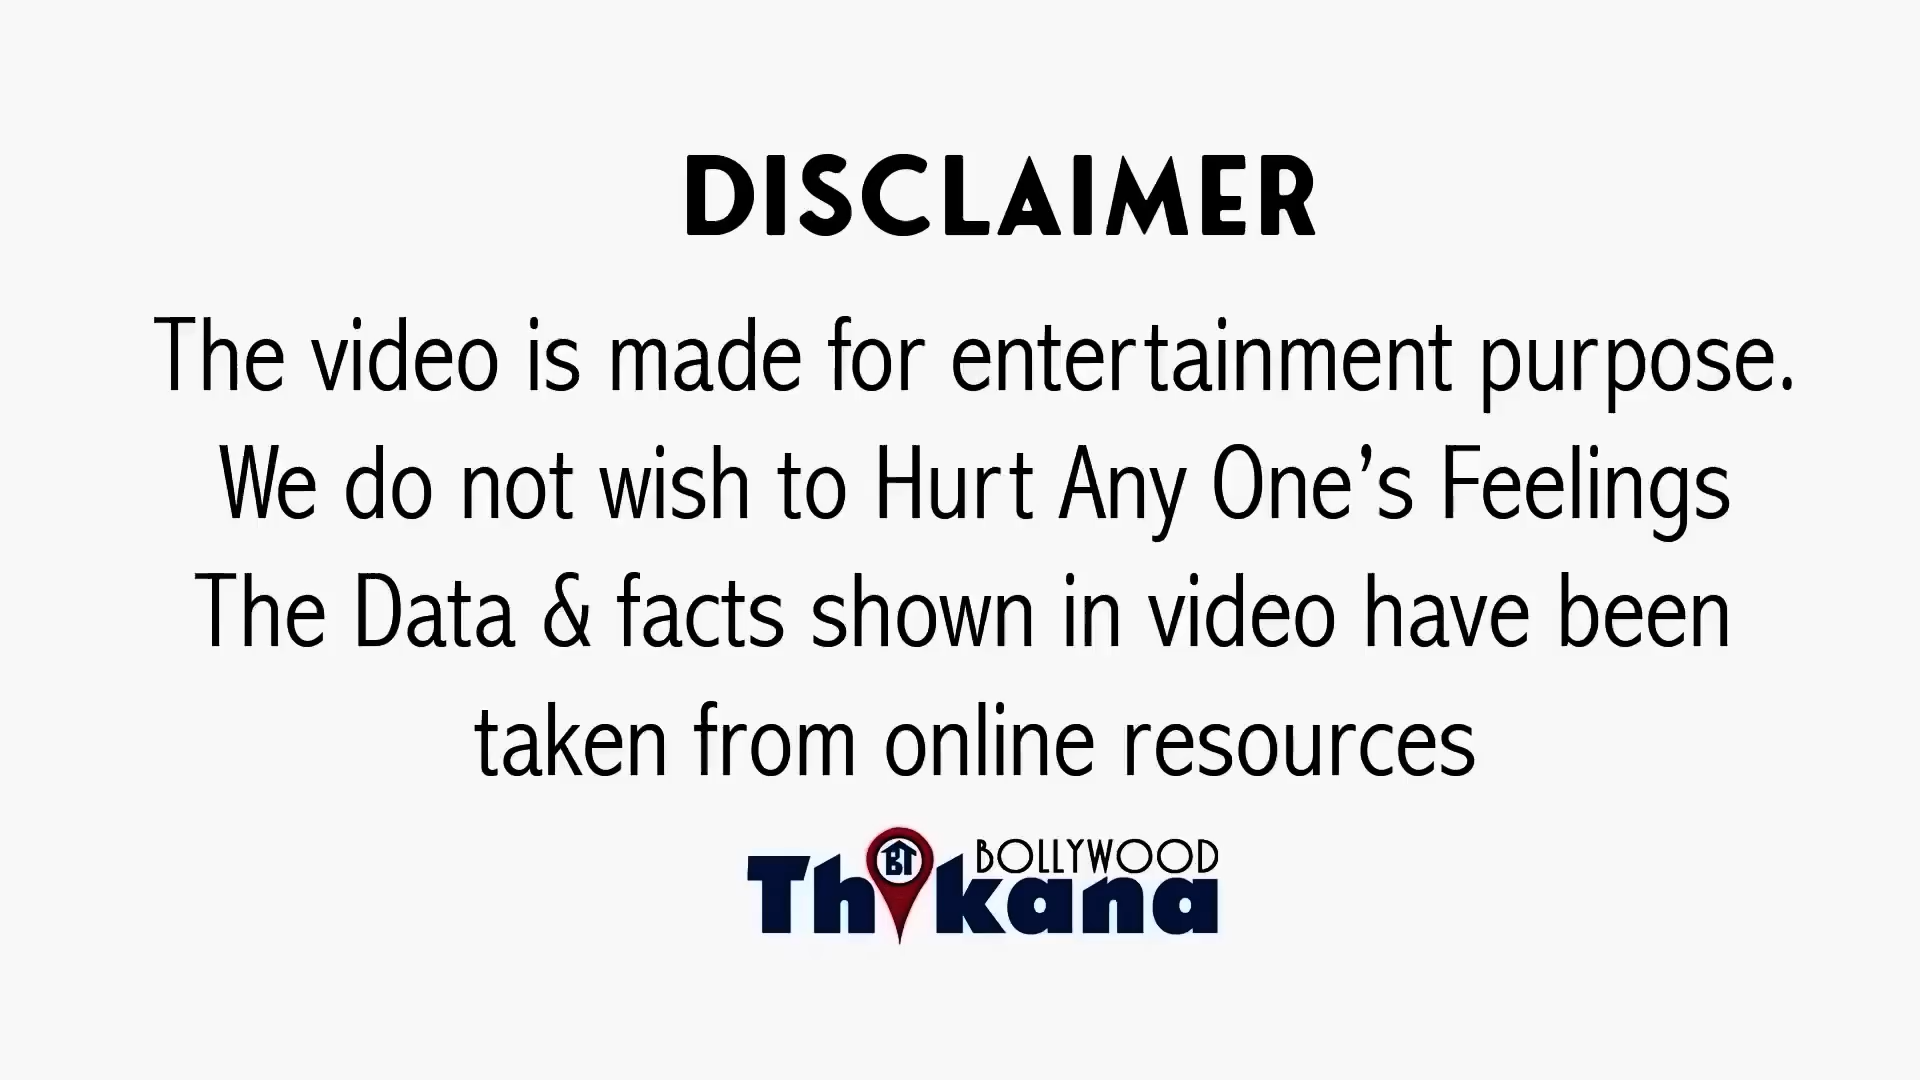 DISCLAIMER
The video is made for entertainment purpose.
We do not wish to Hurt Any One’s Feelings
The Data & facts shown in video have been
taken from online resources
BT
BOLLYWOOD
Thikana